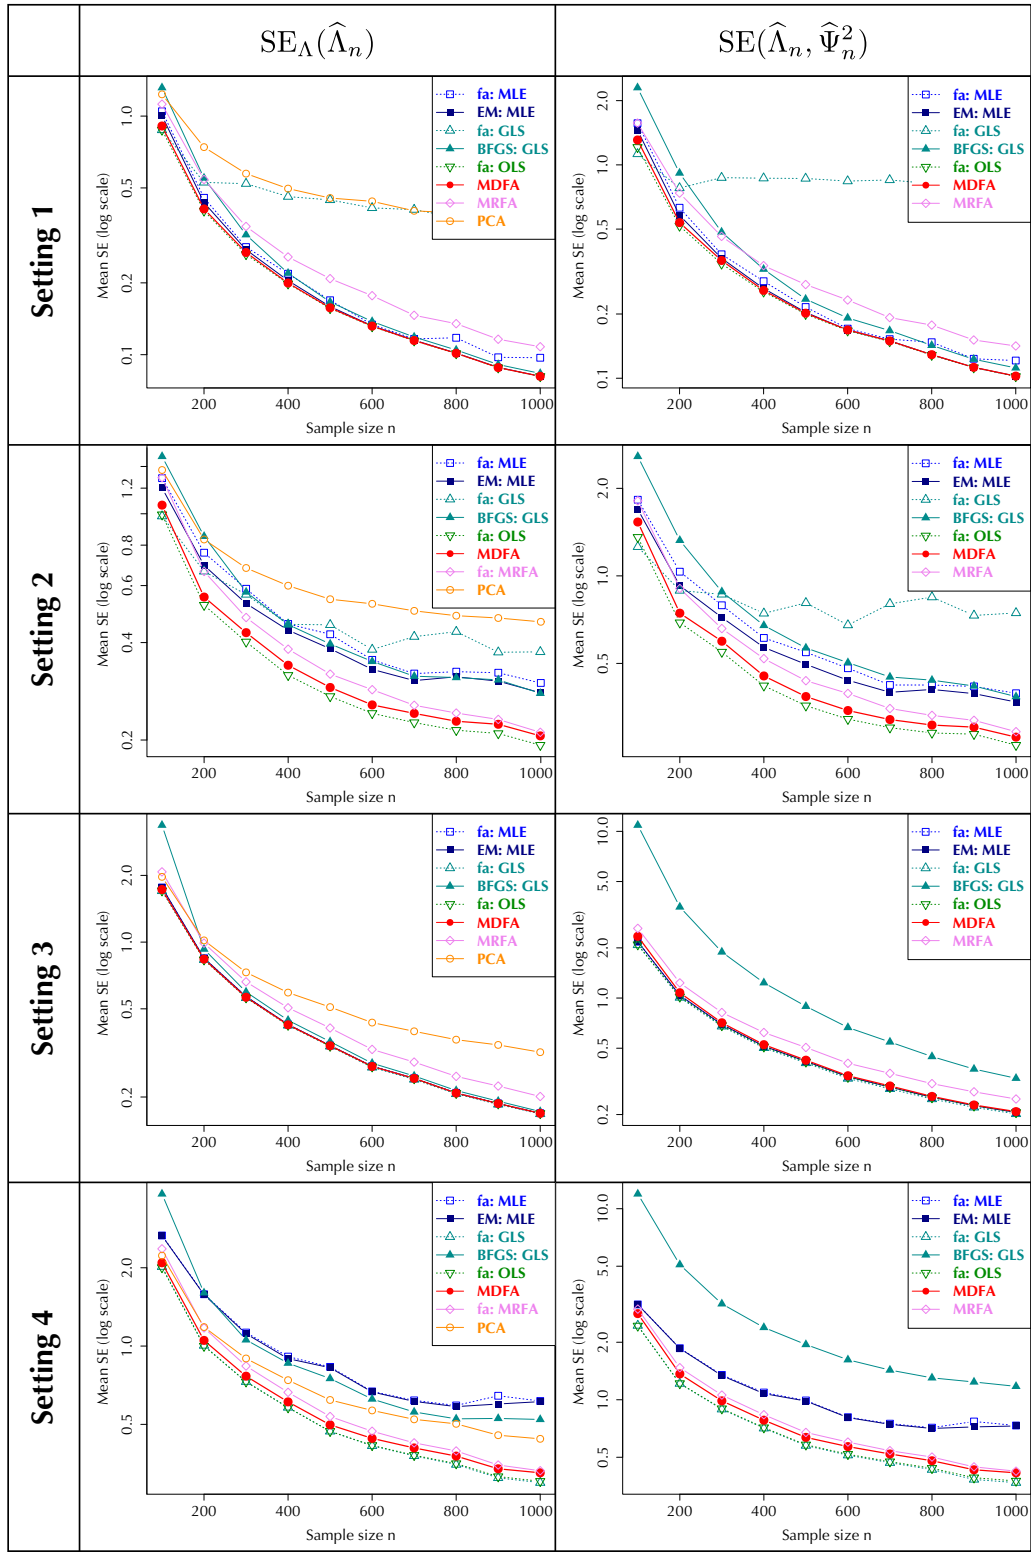 SE_Λ(Λ̂_n)
SE(Λ̂_n, Ψ̂²_n)
Setting 1
Mean SE (log scale)
1.0
0.5
0.2
0.1
200 400 600 800 1000
Sample size n
fa: MLE
EM: MLE
fa: GLS
BFGS: GLS
fa: OLS
MDFA
MRFA
PCA
Mean SE (log scale)
2.0
1.0
0.5
0.2
0.1
200 400 600 800 1000
Sample size n
fa: MLE
EM: MLE
fa: GLS
BFGS: GLS
fa: OLS
MDFA
MRFA
Setting 2
Mean SE (log scale)
1.2
0.8
0.6
0.4
0.2
200 400 600 800 1000
Sample size n
fa: MLE
EM: MLE
fa: GLS
BFGS: GLS
fa: OLS
MDFA
fa: MRFA
PCA
Mean SE (log scale)
2.0
1.0
0.5
200 400 600 800 1000
Sample size n
fa: MLE
EM: MLE
fa: GLS
BFGS: GLS
fa: OLS
MDFA
MRFA
Setting 3
Mean SE (log scale)
2.0
1.0
0.5
0.2
200 400 600 800 1000
Sample size n
fa: MLE
EM: MLE
fa: GLS
BFGS: GLS
fa: OLS
MDFA
MRFA
PCA
Mean SE (log scale)
10.0
5.0
2.0
1.0
0.5
0.2
200 400 600 800 1000
Sample size n
fa: MLE
EM: MLE
fa: GLS
BFGS: GLS
fa: OLS
MDFA
MRFA
Setting 4
Mean SE (log scale)
2.0
1.0
0.5
200 400 600 800 1000
Sample size n
fa: MLE
EM: MLE
fa: GLS
BFGS: GLS
fa: OLS
MDFA
fa: MRFA
PCA
Mean SE (log scale)
10.0
5.0
2.0
1.0
0.5
200 400 600 800 1000
Sample size n
fa: MLE
EM: MLE
fa: GLS
BFGS: GLS
fa: OLS
MDFA
MRFA